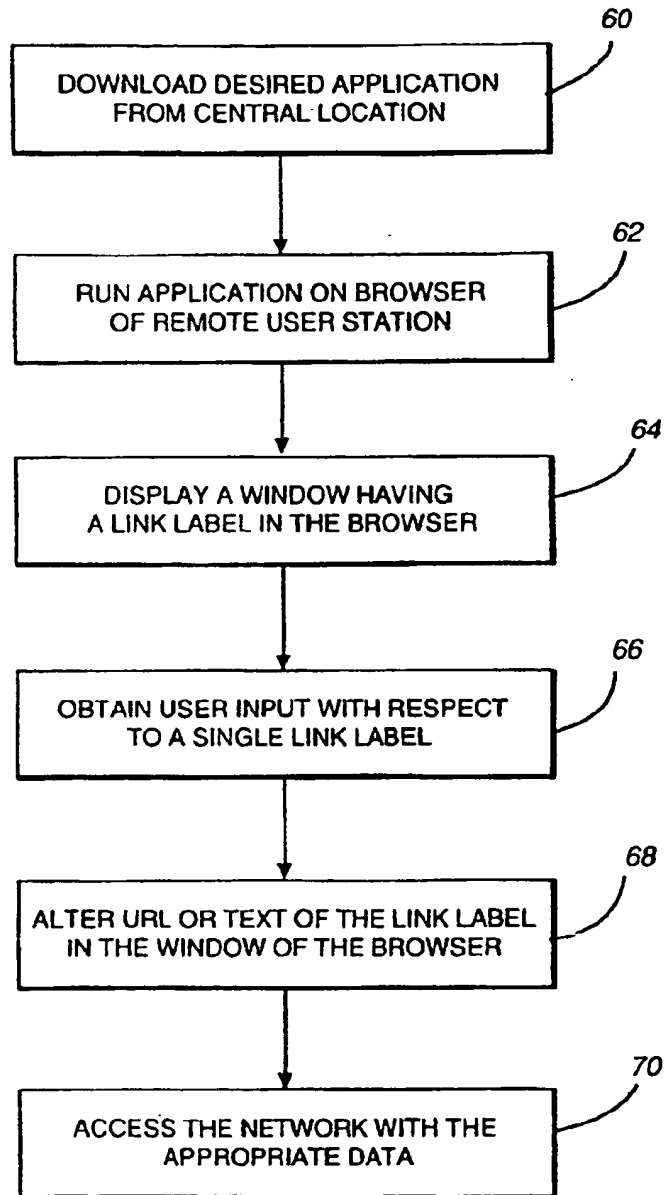 60
DOWNLOAD DESIRED APPLICATION
FROM CENTRAL LOCATION
62
RUN APPLICATION ON BROWSER
OF REMOTE USER STATION
64
DISPLAY A WINDOW HAVING
A LINK LABEL IN THE BROWSER
66
OBTAIN USER INPUT WITH RESPECT
TO A SINGLE LINK LABEL
68
ALTER URL OR TEXT OF THE LINK LABEL
IN THE WINDOW OF THE BROWSER
70
ACCESS THE NETWORK WITH THE
APPROPRIATE DATA